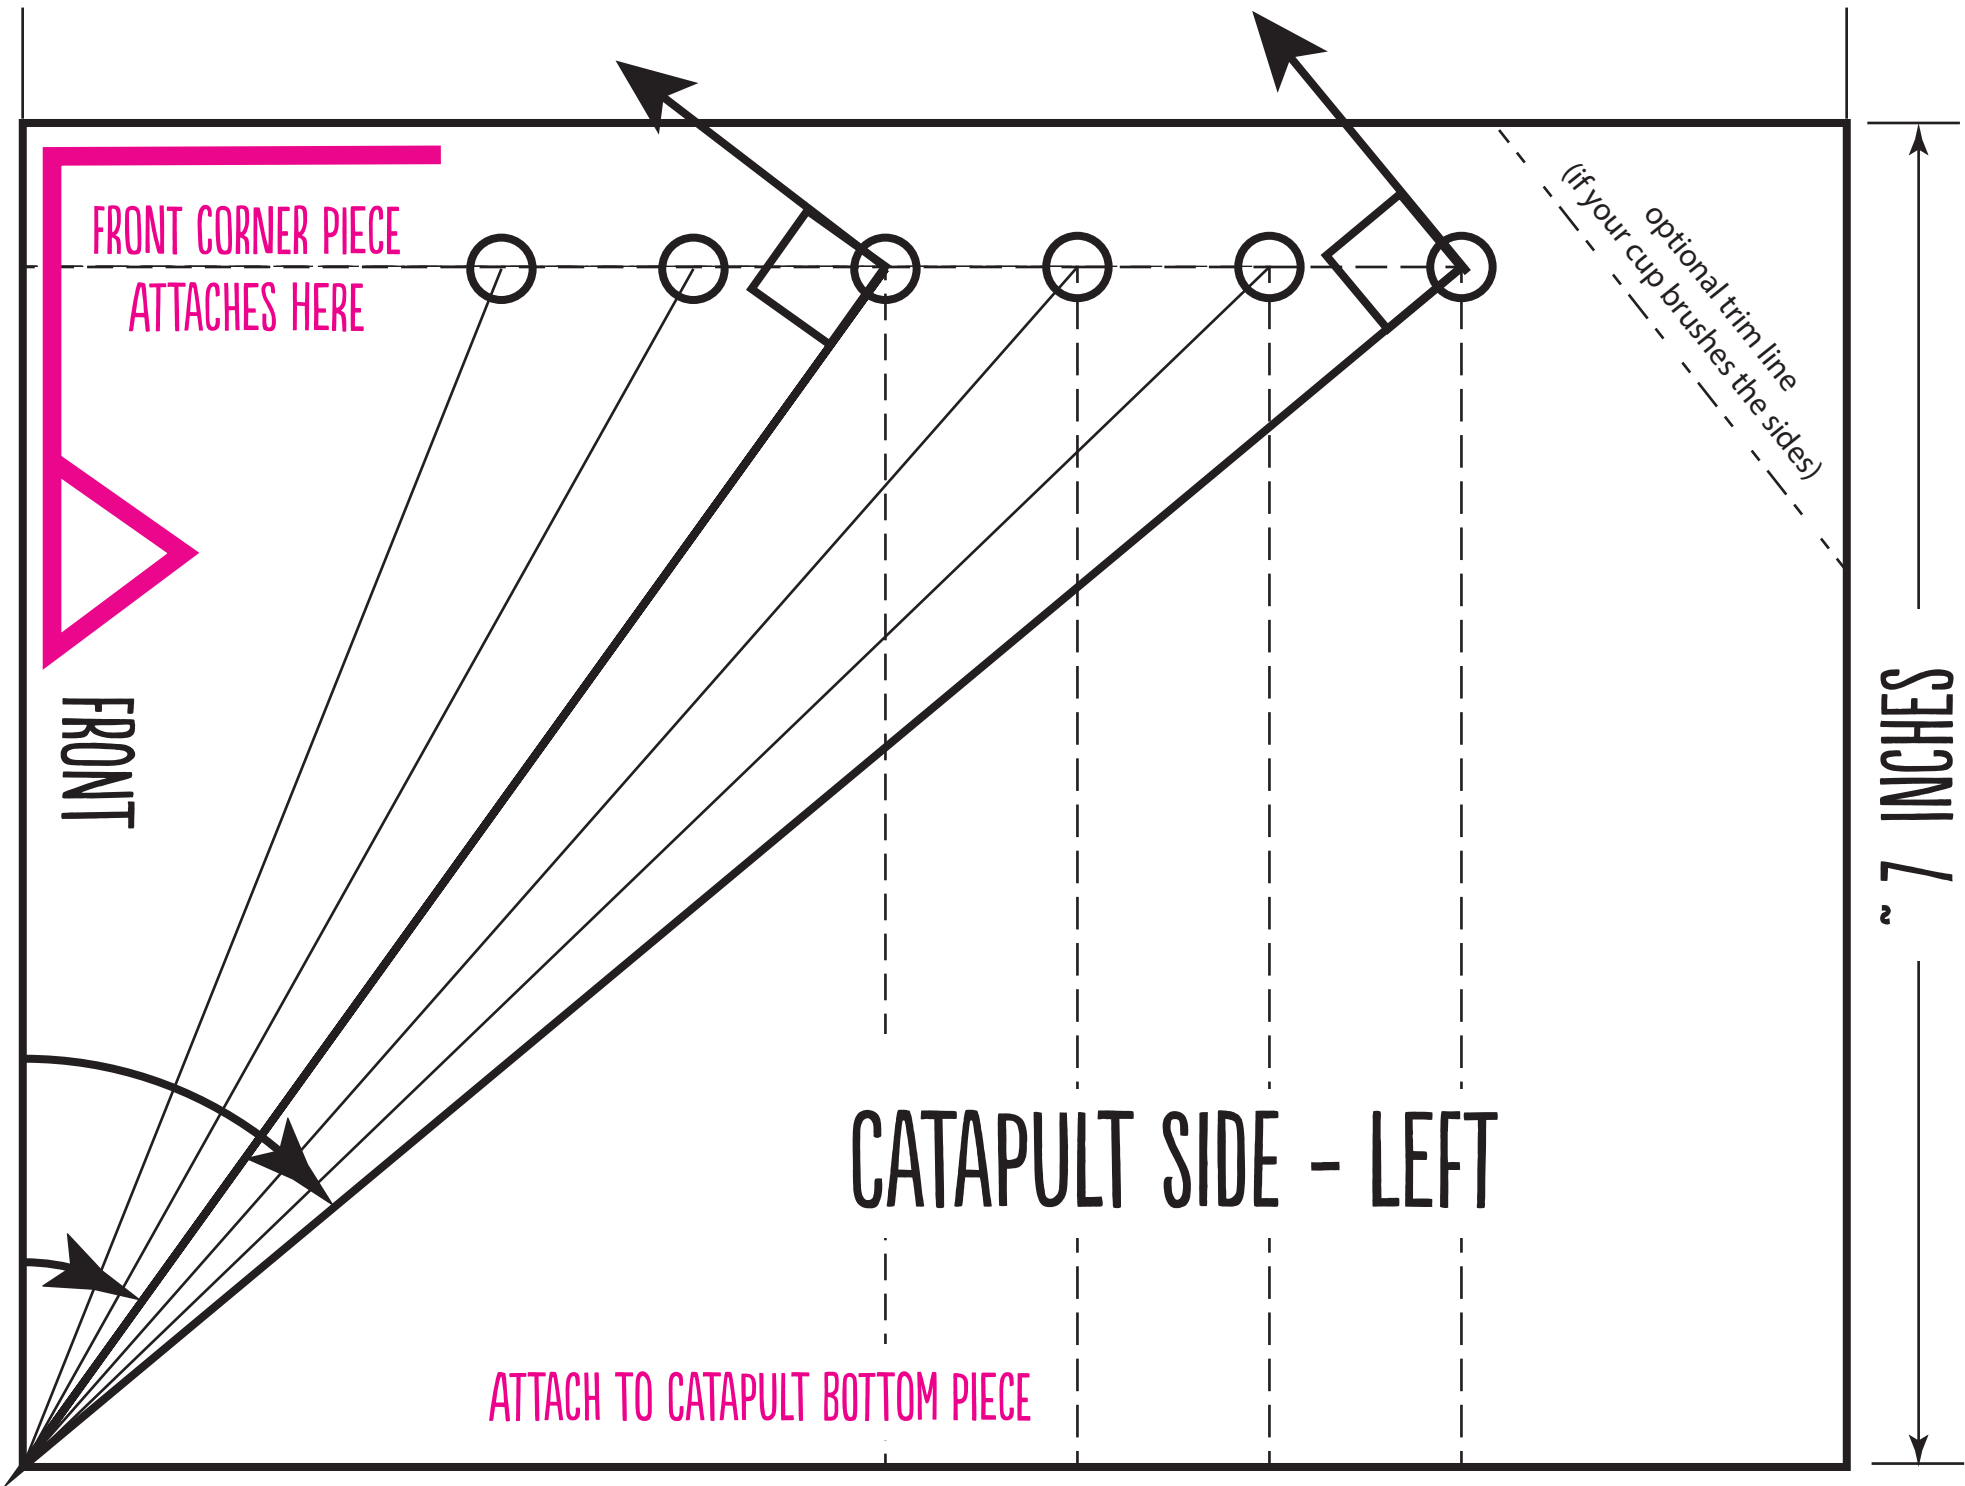 FRONT CORNER PIECE
ATTACHES HERE
optional trim line
(if your cup brushes the sides)
FRONT
~ 7 INCHES
CATAPULT SIDE - LEFT
ATTACH TO CATAPULT BOTTOM PIECE